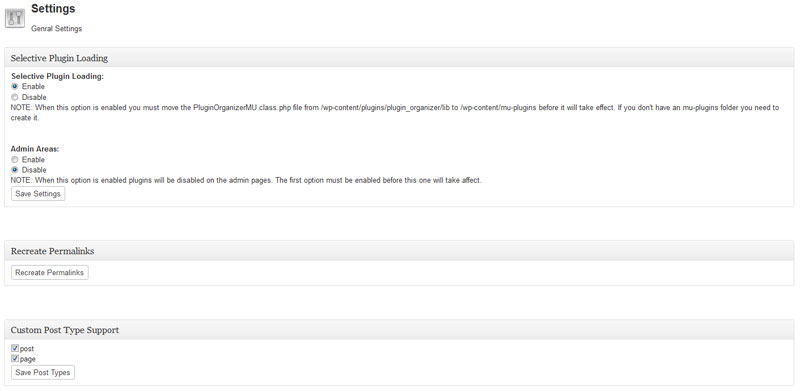 Settings
Genral Settings
Selective Plugin Loading
Selective Plugin Loading:
Enable
Disable
NOTE: When this option is enabled you must move the PluginOrganizerMU.class.php file from /wp-content/plugins/plugin_organizer/lib to /wp-content/mu-plugins before it will take effect. If you don't have an mu-plugins folder you need to
create it.
Admin Areas:
Enable
Disable
NOTE: When this option is enabled plugins will be disabled on the admin pages. The first option must be enabled before this one will take affect.
Save Settings
Recreate Permalinks
Recreate Permalinks
Custom Post Type Support
post
page
Save Post Types